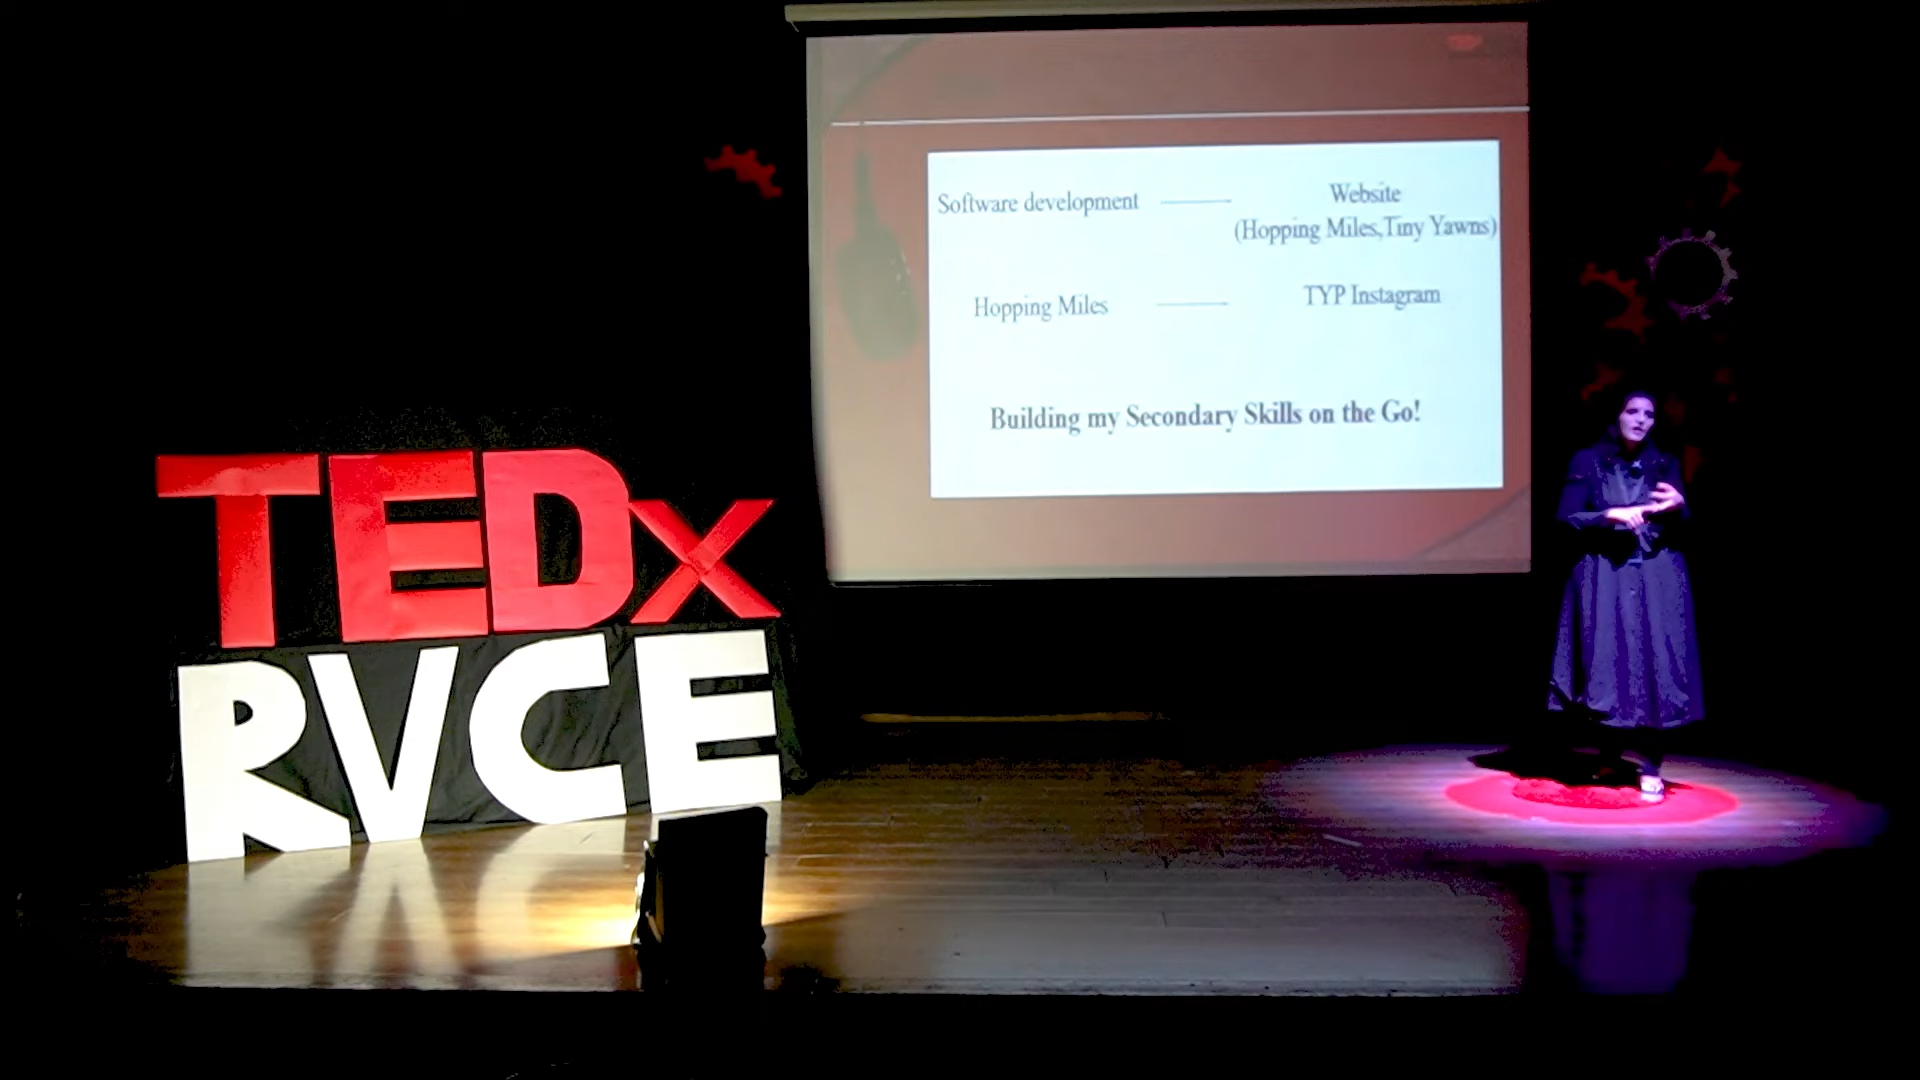 Software development
Website
(Hopping Miles,Tiny Yawns)
Hopping Miles
TYP Instagram
Building my Secondary Skills on the Go!
TEDx
RVCE